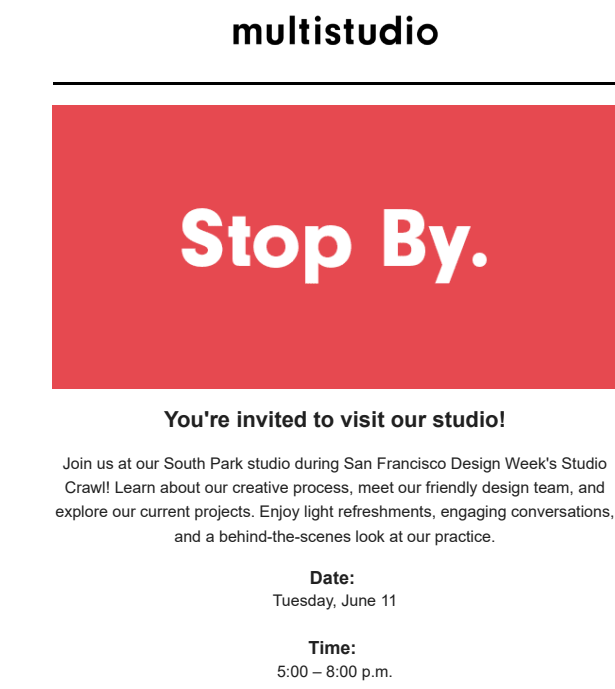 multistudio
Stop By.
You're invited to visit our studio!
Join us at our South Park studio during San Francisco Design Week's Studio
Crawl! Learn about our creative process, meet our friendly design team, and
explore our current projects. Enjoy light refreshments, engaging conversations,
and a behind-the-scenes look at our practice.
Date:
Tuesday, June 11
Time:
5:00 – 8:00 p.m.